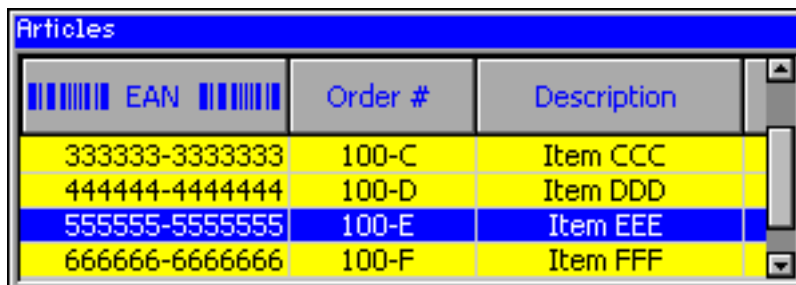 Articles
EAN Order # Description
333333-3333333 100-C Item CCC
444444-4444444 100-D Item DDD
555555-5555555 100-E Item EEE
666666-6666666 100-F Item FFF